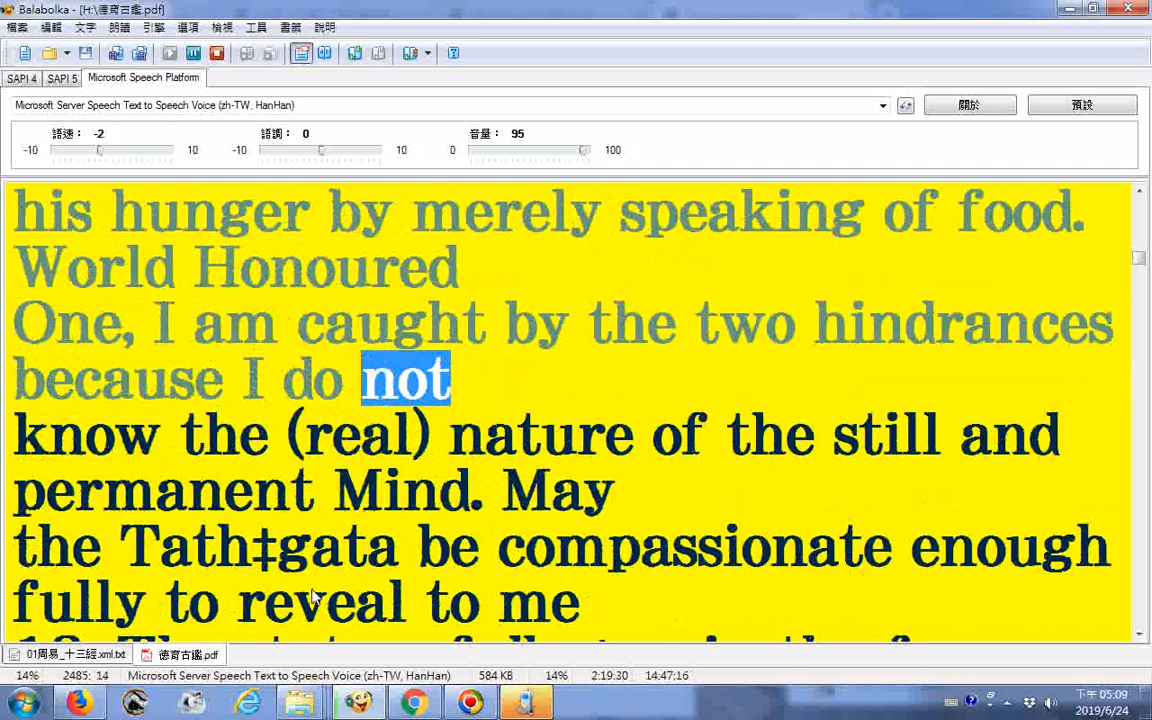 Balabolka - [H:\德育古鑑.pdf]
檔案 編輯 文字 朗讀 引擎 選項 檢視 工具 書籤 說明
SAPI 4 SAPI 5 Microsoft Speech Platform
Microsoft Server Speech Text to Speech Voice (zh-TW, HanHan) 關於 預設
語速： -2 語調： 0 音量： 95
-10 10 -10 10 0 100
his hunger by merely speaking of food.
World Honoured
One, I am caught by the two hindrances
because I do not
know the (real) nature of the still and
permanent Mind. May
the Tath‡gata be compassionate enough
fully to reveal to me
01周易_十三經.xml.txt 德育古鑑.pdf
14% 2485: 14 Microsoft Server Speech Text to Speech Voice (zh-TW, HanHan) 584 KB 14% 2:19:30 14:47:16
下午 05:09
2019/6/24